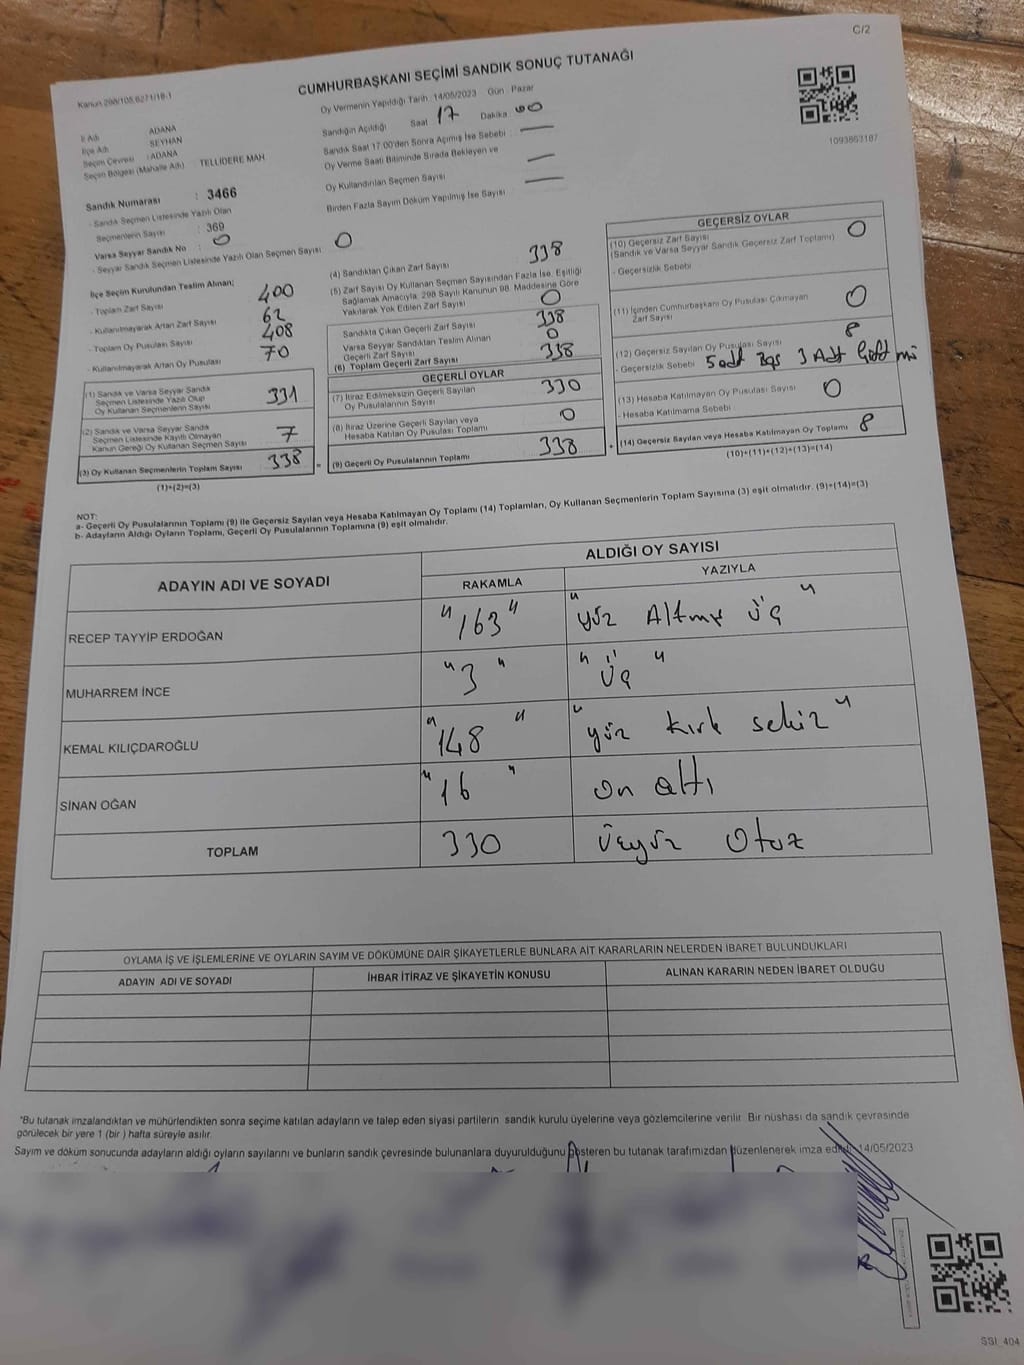 C/2
CUMHURBAŞKANI SEÇİMİ SANDIK SONUÇ TUTANAĞI
Kanun 298/105,6271/18-1
Oy Vermenin Yapıldığı Tarih 14/05/2023 Gün Pazar
1093863187
İl Adı ADANA
İlçe Adı SEYHAN
Seçim Çevresi : ADANA
Seçim Bölgesi (Mahalle Adı) TELLİDERE MAH
Sandığın Açıldığı Saat 17 Dakika 00
Sandık Saat 17:00'den Sonra Açımış İse Sebebi : —
Oy Verme Saati Bitiminde Sırada Bekleyen ve
Oy Kullandırılan Seçmen Sayısı —
Birden Fazla Sayım Döküm Yapılmış İse Sayısı —
Sandık Numarası : 3466
- Sandık Seçmen Listesinde Yazılı Olan
Seçmenlerin Sayısı : 369
Varsa Seyyar Sandık No : 0
- Seyyar Sandık Seçmen Listesinde Yazılı Olan Seçmen Sayısı : 0
İlçe Seçim Kurulundan Teslim Alınan;
- Toplam Zarf Sayısı 400
- Kullanılmayarak Artan Zarf Sayısı 62
- Toplam Oy Pusulası Sayısı 408
- Kullanılmayarak Artan Oy Pusulası 70
(1) Sandık ve Varsa Seyyar Sandık
Seçmen Listesinde Yazılı Olup
Oy Kullanan Seçmenlerin Sayısı 331
(2) Sandık ve Varsa Seyyar Sandık
Seçmen Listesinde Kayıtlı Olmayan
Kanun Gereği Oy Kullanan Seçmen Sayısı 7
(3) Oy Kullanan Seçmenlerin Toplam Sayısı 338
(1)+(2)=(3)
(4) Sandıktan Çıkan Zarf Sayısı 338
(5) Zarf Sayısı Oy Kullanan Seçmen Sayısından Fazla İse, Eşitliği
Sağlamak Amacıyla, 298 Sayılı Kanunun 98. Maddesine Göre
Yakılarak Yok Edilen Zarf Sayısı 0
Sandıkta Çıkan Geçerli Zarf Sayısı 338
Varsa Seyyar Sandıktan Teslim Alınan
Geçerli Zarf Sayısı 0
(6) Toplam Geçerli Zarf Sayısı 338
GEÇERLİ OYLAR
(7) İtiraz Edilmeksizin Geçerli Sayılan
Oy Pusulalarının Sayısı 330
(8) İtiraz Üzerine Geçerli Sayılan veya
Hesaba Katılan Oy Pusulası Toplamı 0
= (9) Geçerli Oy Pusulalarının Toplamı 338
GEÇERSİZ OYLAR
(10) Geçersiz Zarf Sayısı 0
(Sandık ve Varsa Seyyar Sandık Geçersiz Zarf Toplamı)
- Geçersizlik Sebebi
(11) İçinden Cumhurbaşkanı Oy Pusulası Çıkmayan
Zarf Sayısı 0
(12) Geçersiz Sayılan Oy Pusulası Sayısı 8
- Geçersizlik Sebebi 5 adt Boş 3 Adt
(13) Hesaba Katılmayan Oy Pusulası Sayısı 0
- Hesaba Katılmama Sebebi
+ (14) Geçersiz Sayılan veya Hesaba Katılmayan Oy Toplamı 8
(10)+(11)+(12)+(13)=(14)
NOT:
a- Geçerli Oy Pusulalarının Toplamı (9) ile Geçersiz Sayılan veya Hesaba Katılmayan Oy Toplamı (14) Toplamları, Oy Kullanan Seçmenlerin Toplam Sayısına (3) eşit olmalıdır. (9)+(14)=(3)
b- Adayların Aldığı Oyların Toplamı, Geçerli Oy Pusulalarının Toplamına (9) eşit olmalıdır.
ADAYIN ADI VE SOYADI ALDIĞI OY SAYISI
RAKAMLA YAZIYLA
RECEP TAYYİP ERDOĞAN "163" "yüz Altmış Üç"
MUHARREM İNCE "3" "Üç"
KEMAL KILIÇDAROĞLU "148" "yüz kırk sekiz"
SİNAN OĞAN "16" on altı
TOPLAM 330 Üçyüz Otuz
OYLAMA İŞ VE İŞLEMLERİNE VE OYLARIN SAYIM VE DÖKÜMÜNE DAİR ŞİKAYETLERLE BUNLARA AİT KARARLARIN NELERDEN İBARET BULUNDUKLARI
ADAYIN ADI VE SOYADI İHBAR İTİRAZ VE ŞİKAYETİN KONUSU ALINAN KARARIN NEDEN İBARET OLDUĞU
*Bu tutanak imzalandıktan ve mühürlendikten sonra seçime katılan adayların ve talep eden siyasi partilerin sandık kurulu üyelerine veya gözlemcilerine verilir. Bir nüshası da sandık çevresinde
görülecek bir yere 1 (bir ) hafta süreyle asılır.
Sayım ve döküm sonucunda adayların aldığı oyların sayılarını ve bunların sandık çevresinde bulunanlara duyurulduğunu gösteren bu tutanak tarafımızdan düzenlenerek imza edildi. 14/05/2023
SSI: 404